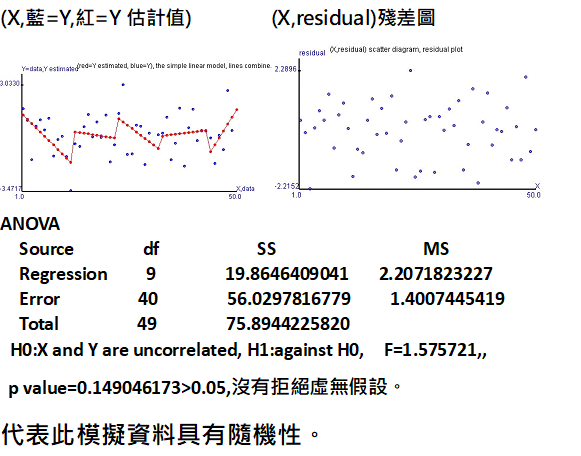 (X,藍=Y,紅=Y 估計值)
(X,residual)殘差圖
Y=data,Y estimated
(red=Y estimated, blue=Y), the simple linear model, lines combine.
3.0330
-3.4717
1.0
50.0
X,data
residual
(X,residual) scatter diagram, residual plot
2.2896
-2.2152
1.0
50.0
X
ANOVA
Source df SS MS
Regression 9 19.8646409041 2.2071823227
Error 40 56.0297816779 1.4007445419
Total 49 75.8944225820
H0:X and Y are uncorrelated, H1:against H0, F=1.575721,,
p value=0.149046173>0.05,沒有拒絕虛無假設。
代表此模擬資料具有隨機性。